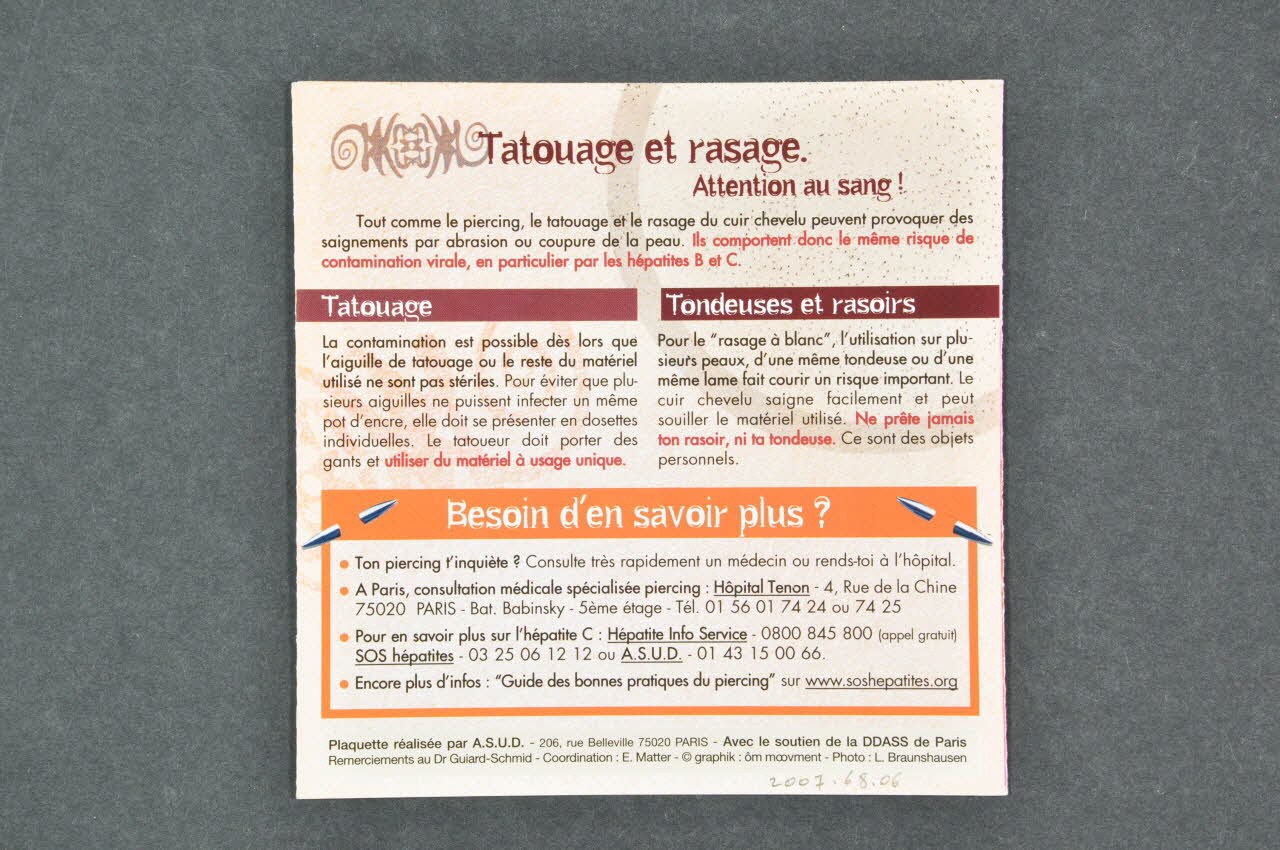 Tatouage et rasage.
Attention au sang !
Tout comme le piercing, le tatouage et le rasage du cuir chevelu peuvent provoquer des
saignements par abrasion ou coupure de la peau. Ils comportent donc le même risque de
contamination virale, en particulier par les hépatites B et C.
Tatouage
La contamination est possible dès lors que
l'aiguille de tatouage ou le reste du matériel
utilisé ne sont pas stériles. Pour éviter que plu-
sieurs aiguilles ne puissent infecter un même
pot d'encre, elle doit se présenter en dosettes
individuelles. Le tatoueur doit porter des
gants et utiliser du matériel à usage unique.
Tondeuses et rasoirs
Pour le "rasage à blanc", l'utilisation sur plu-
sieurs peaux, d'une même tondeuse ou d'une
même lame fait courir un risque important. Le
cuir chevelu saigne facilement et peut
souiller le matériel utilisé. Ne prête jamais
ton rasoir, ni ta tondeuse. Ce sont des objets
personnels.
Besoin d'en savoir plus ?
• Ton piercing t'inquiète ? Consulte très rapidement un médecin ou rends-toi à l'hôpital.
• A Paris, consultation médicale spécialisée piercing : Hôpital Tenon - 4, Rue de la Chine
75020 PARIS - Bat. Babinsky - 5ème étage - Tél. 01 56 01 74 24 ou 74 25
• Pour en savoir plus sur l'hépatite C : Hépatite Info Service - 0800 845 800 (appel gratuit)
SOS hépatites - 03 25 06 12 12 ou A.S.U.D. - 01 43 15 00 66.
• Encore plus d'infos : "Guide des bonnes pratiques du piercing" sur www.soshepatites.org
Plaquette réalisée par A.S.U.D. - 206, rue Belleville 75020 PARIS - Avec le soutien de la DDASS de Paris
Remerciements au Dr Guiard-Schmid - Coordination : E. Matter - © graphik : ôm mœvment - Photo : L. Braunshausen
2007.68.06